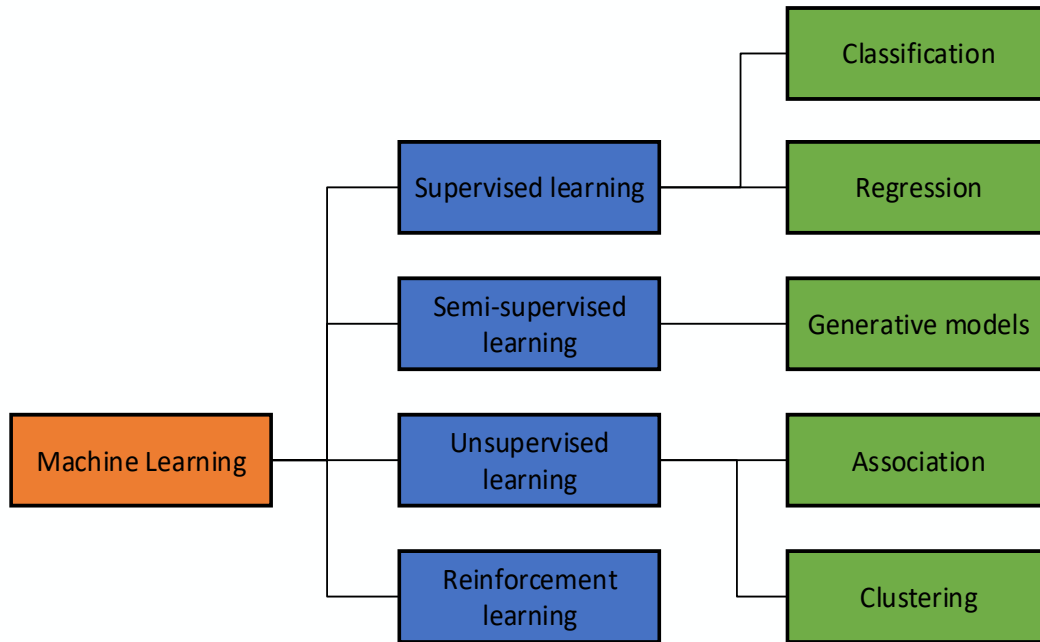 Classification
Supervised learning
Regression
Semi-supervised
learning
Generative models
Machine Learning
Unsupervised
learning
Association
Reinforcement
learning
Clustering